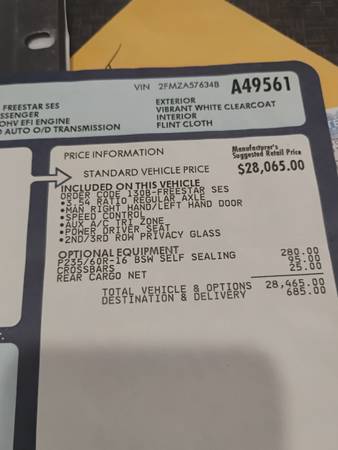 VIN 2FMZA57634B A49561
FREESTAR SES
SSENGER
OHV EFI ENGINE
AUTO O/D TRANSMISSION
EXTERIOR
VIBRANT WHITE CLEARCOAT
INTERIOR
FLINT CLOTH
PRICE INFORMATION
Manufacturer's
Suggested Retail Price
STANDARD VEHICLE PRICE $28,065.00
INCLUDED ON THIS VEHICLE
ORDER CODE 130B-FREESTAR SES
•3.54 RATIO REGULAR AXLE
•MAN RIGHT HAND/LEFT HAND DOOR
•SPEED CONTROL
•AUX A/C TRI ZONE
•POWER DRIVER SEAT
•2ND/3RD ROW PRIVACY GLASS
OPTIONAL EQUIPMENT
P235/60R-16 BSW SELF SEALING 280.00
CROSSBARS 95.00
REAR CARGO NET 25.00
TOTAL VEHICLE & OPTIONS 28,465.00
DESTINATION & DELIVERY 685.00